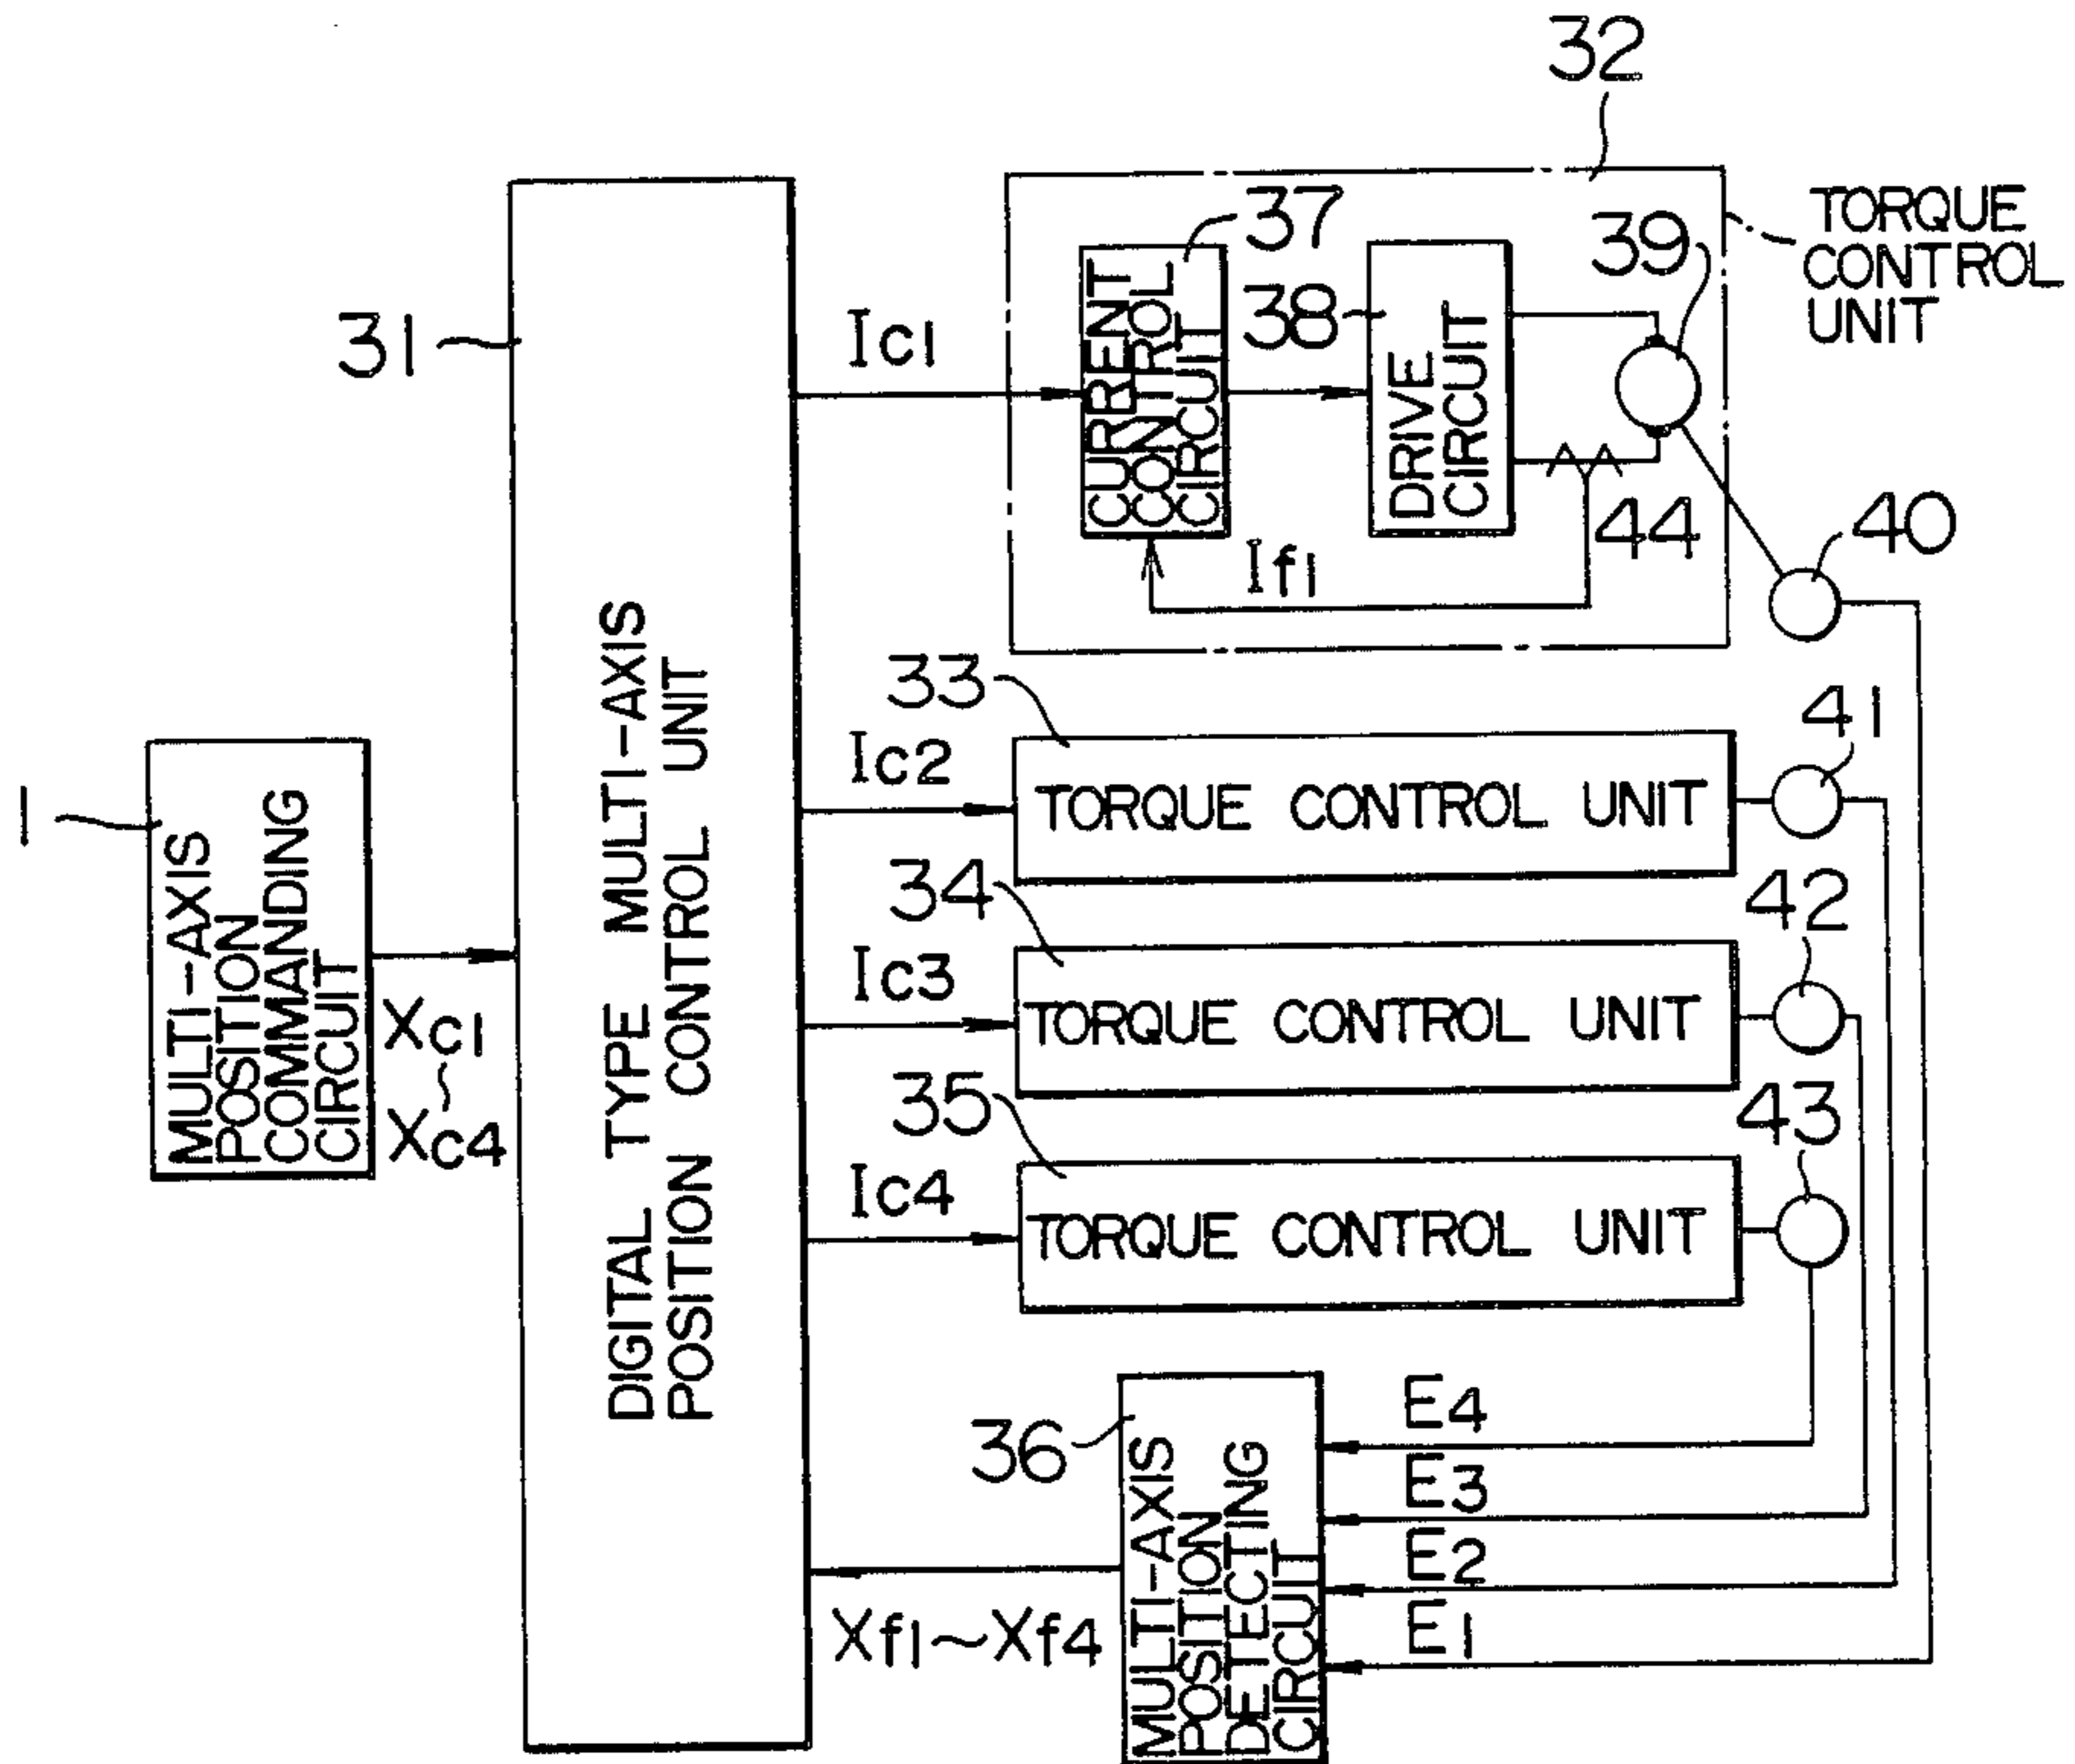 32
TORQUE
CONTROL
UNIT
37
39
38
31
Ic1
CURRENT
CONTROL
CIRCUIT
DRIVE
CIRCUIT
44
40
If1
33
41
Ic2
TORQUE CONTROL UNIT
1
MULTI-AXIS
POSITION
COMMANDING
CIRCUIT
DIGITAL TYPE MULTI-AXIS
POSITION CONTROL UNIT
34
42
Ic3
TORQUE CONTROL UNIT
Xc1
~
Xc4
35
43
Ic4
TORQUE CONTROL UNIT
36
MULTI-AXIS
POSITION
DETECTING
CIRCUIT
E4
E3
E2
E1
Xf1~Xf4